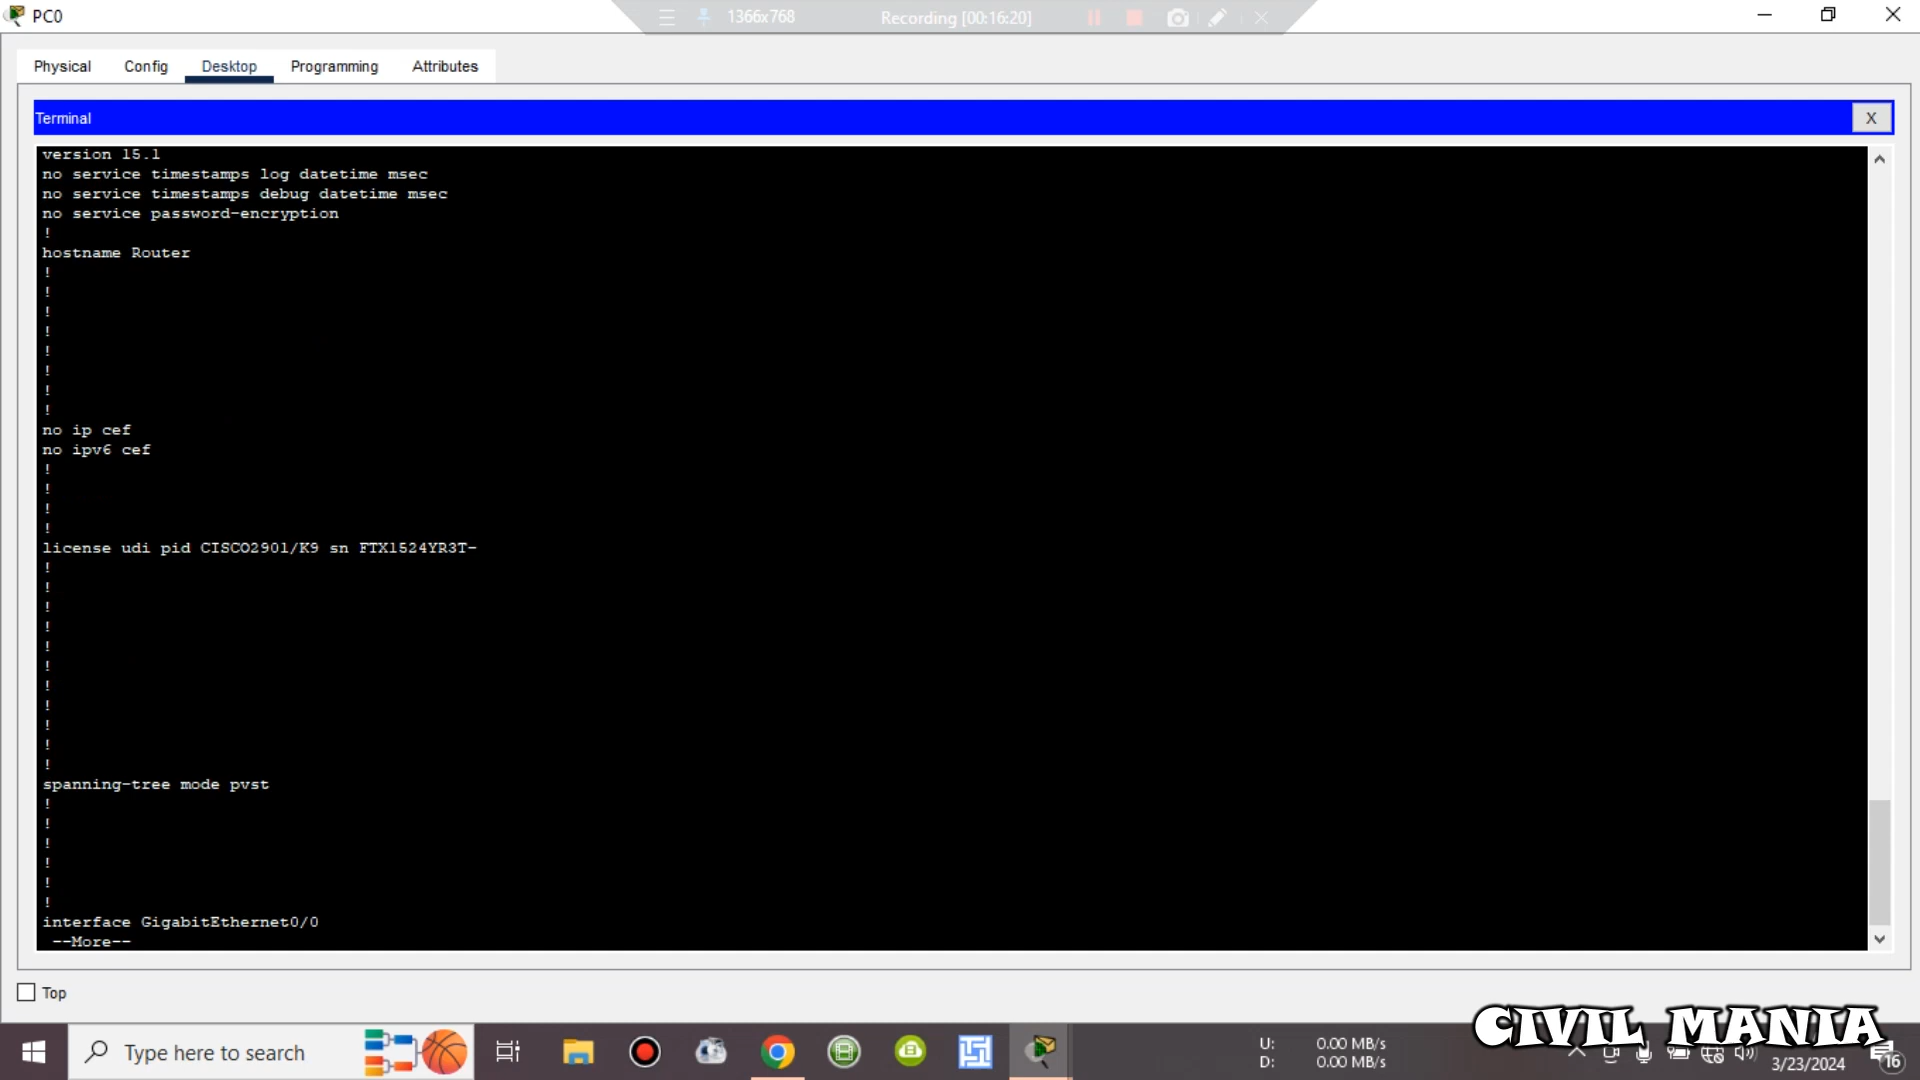 PC0
1366x768
Recording [00:16:20]
Physical Config Desktop Programming Attributes
Terminal
X
version 15.1
no service timestamps log datetime msec
no service timestamps debug datetime msec
no service password-encryption
!
hostname Router
!
!
!
!
!
!
!
!
no ip cef
no ipv6 cef
!
!
!
!
license udi pid CISCO2901/K9 sn FTX1524YR3T-
!
!
!
!
!
!
!
!
!
!
!
spanning-tree mode pvst
!
!
!
!
!
!
interface GigabitEthernet0/0
--More--
Top
CIVIL MANIA
Type here to search
U: 0.00 MB/s
D: 0.00 MB/s
3/23/2024
16